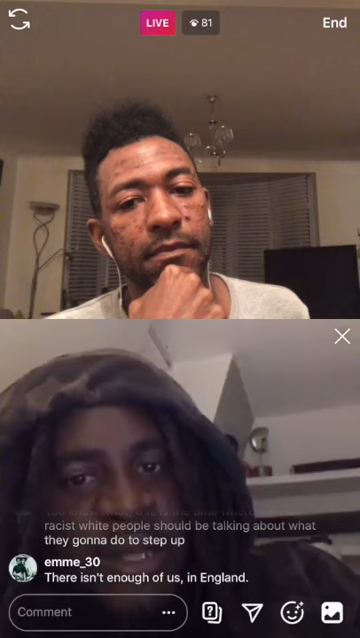 LIVE
81
End
racist white people should be talking about what
they gonna do to step up
emme_30
There isn't enough of us, in England.
Comment